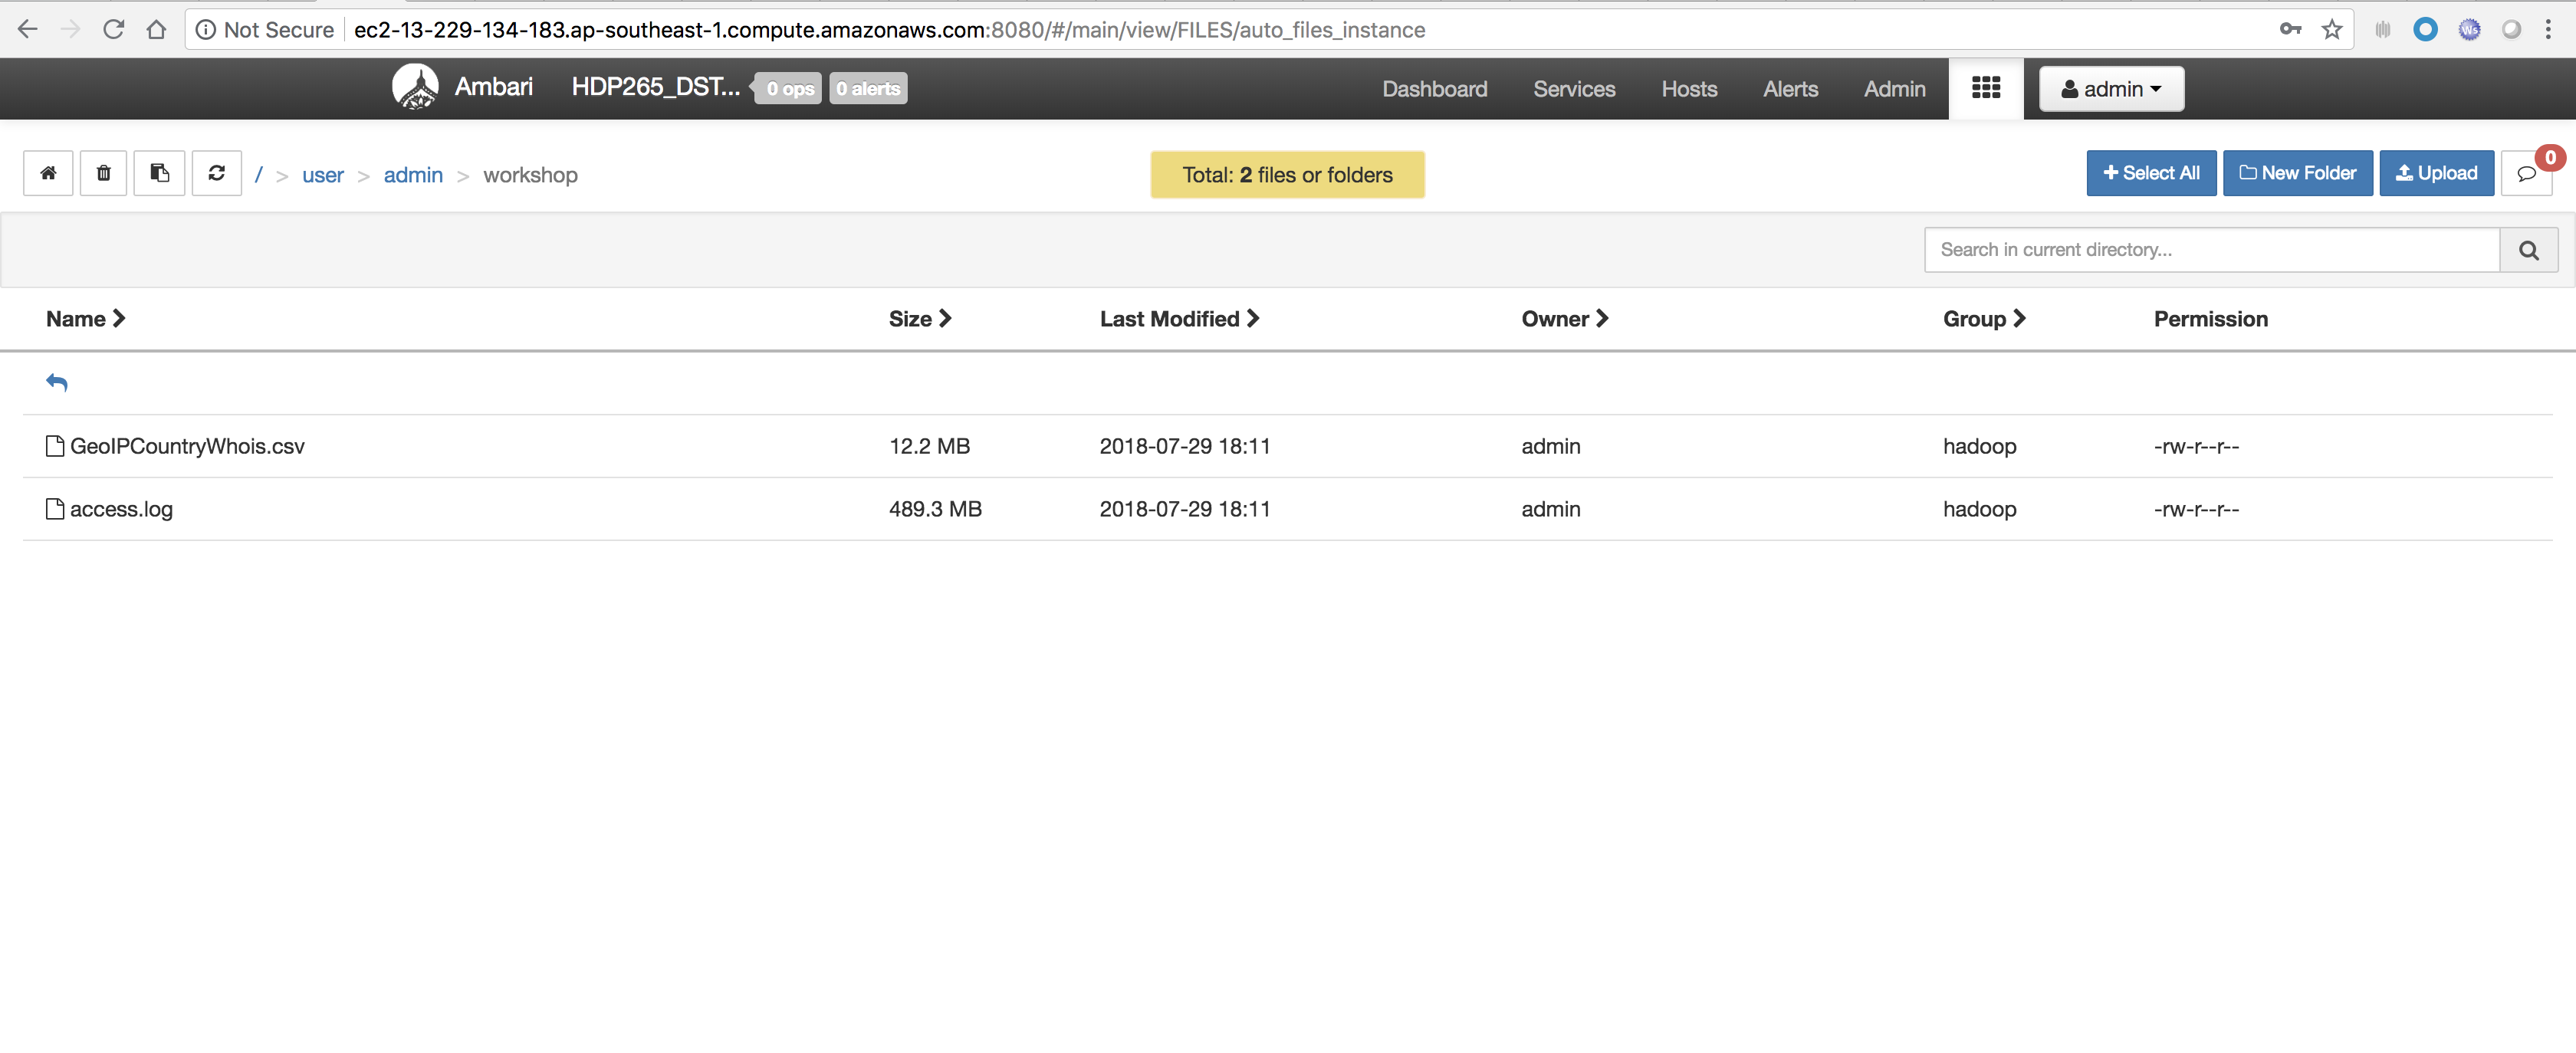 Not Secure ec2-13-229-134-183.ap-southeast-1.compute.amazonaws.com:8080/#/main/view/FILES/auto_files_instance Ws
Ambari HDP265_DST... 0 ops 0 alerts Dashboard Services Hosts Alerts Admin admin
/ > user > admin > workshop Total: 2 files or folders Select All New Folder Upload 0
Search in current directory...
Name Size Last Modified Owner Group Permission
GeoIPCountryWhois.csv 12.2 MB 2018-07-29 18:11 admin hadoop -rw-r--r--
access.log 489.3 MB 2018-07-29 18:11 admin hadoop -rw-r--r--